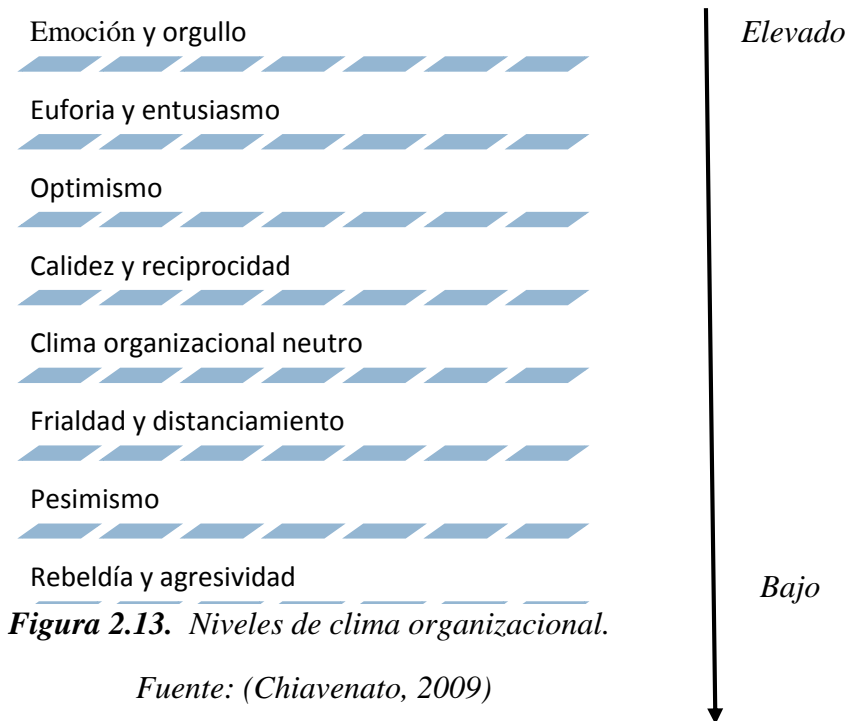 Emoción y orgullo
Elevado
Euforia y entusiasmo
Optimismo
Calidez y reciprocidad
Clima organizacional neutro
Frialdad y distanciamiento
Pesimismo
Rebeldía y agresividad
Bajo
Figura 2.13. Niveles de clima organizacional.
Fuente: (Chiavenato, 2009)